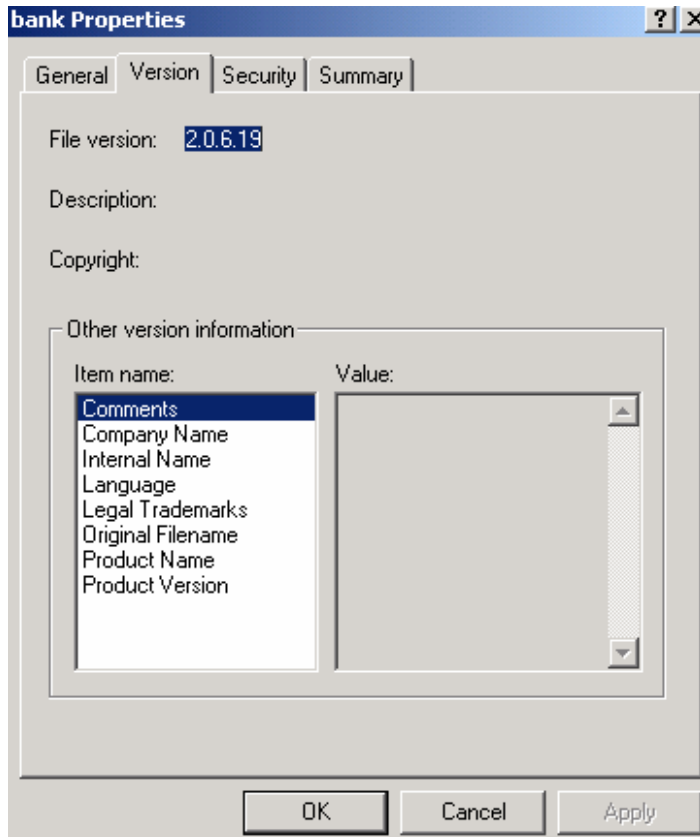 bank Properties
General Version Security Summary
File version: 2.0.6.19
Description:
Copyright:
Other version information
Item name: Value:
Comments
Company Name
Internal Name
Language
Legal Trademarks
Original Filename
Product Name
Product Version
OK Cancel Apply